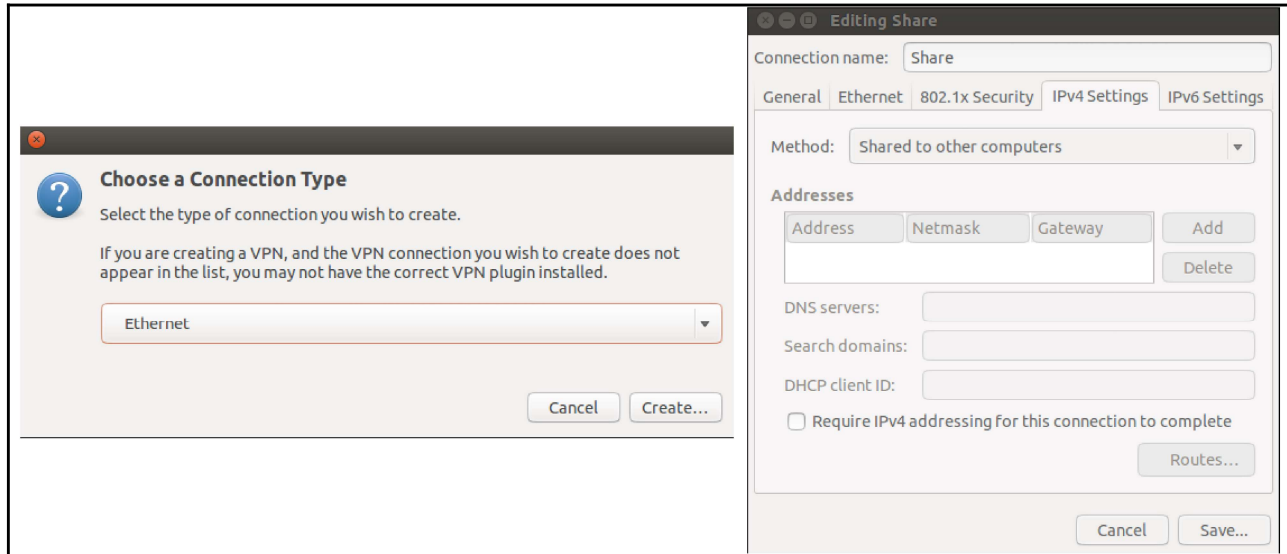 Choose a Connection Type
Select the type of connection you wish to create.
If you are creating a VPN, and the VPN connection you wish to create does not
appear in the list, you may not have the correct VPN plugin installed.
Ethernet
Cancel Create...
Editing Share
Connection name: Share
General Ethernet 802.1x Security IPv4 Settings IPv6 Settings
Method: Shared to other computers
Addresses
Address Netmask Gateway Add
Delete
DNS servers:
Search domains:
DHCP client ID:
Require IPv4 addressing for this connection to complete
Routes...
Cancel Save...